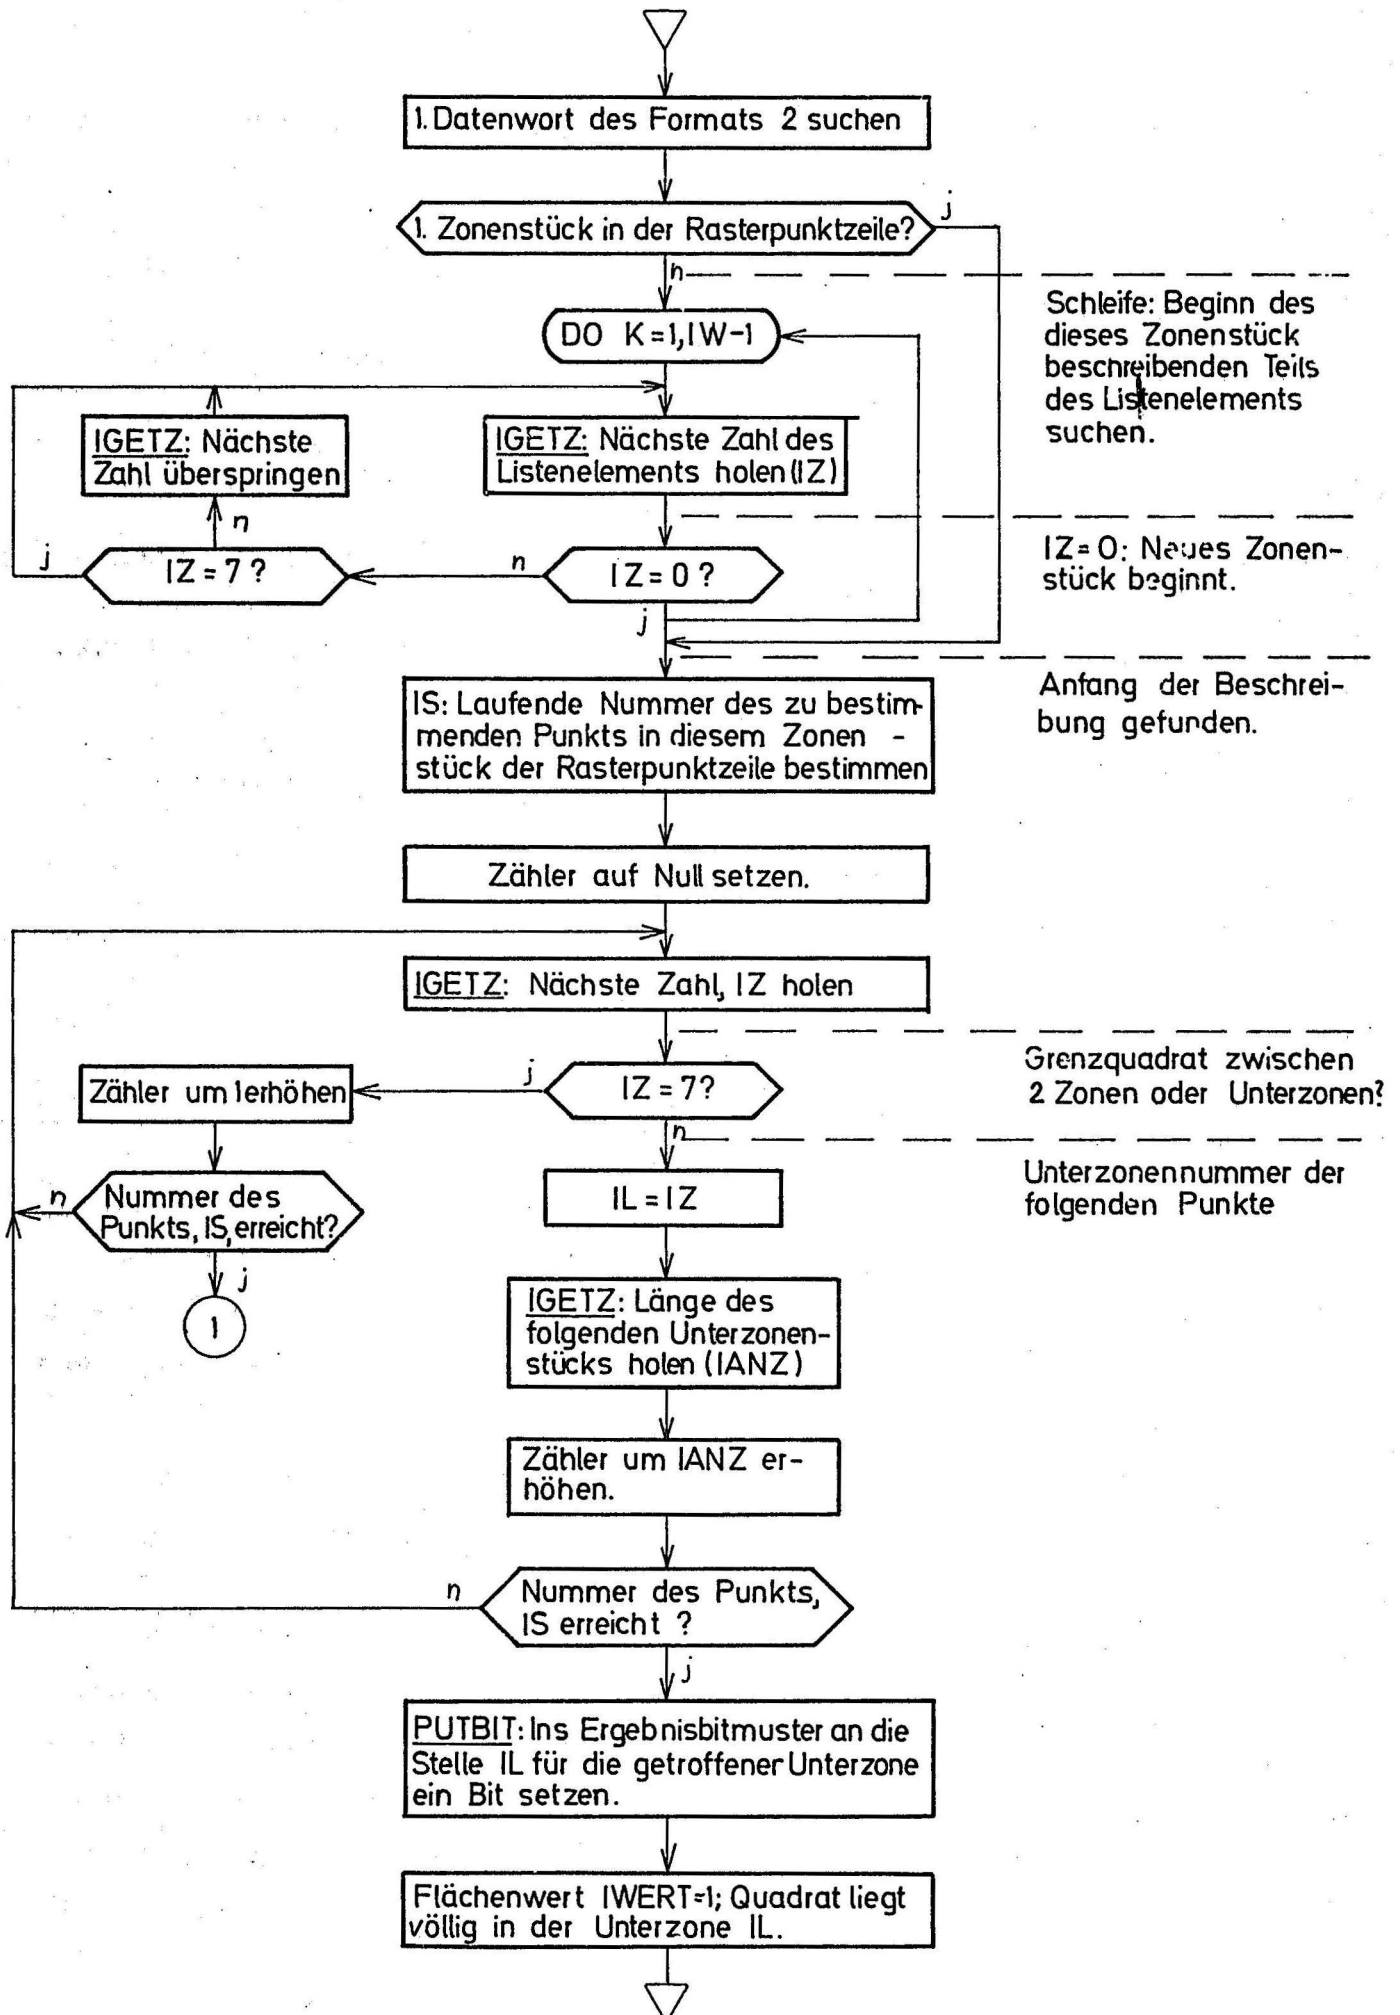 1. Datenwort des Formats 2 suchen
1. Zonenstück in der Rasterpunktzeile?
j
n
DO K=1,IW-1
Schleife: Beginn des
dieses Zonenstück
beschreibenden Teils
des Listenelements
suchen.
IGETZ: Nächste
Zahl überspringen
IGETZ: Nächste Zahl des
Listenelements holen (IZ)
n
j
IZ = 7 ?
n
IZ = 0 ?
IZ = 0: Neues Zonen-
stück beginnt.
j
Anfang der Beschrei-
bung gefunden.
IS: Laufende Nummer des zu bestim-
menden Punkts in diesem Zonen -
stück der Rasterpunktzeile bestimmen
Zähler auf Null setzen.
IGETZ: Nächste Zahl, IZ holen
Grenzquadrat zwischen
2 Zonen oder Unterzonen?
Zähler um 1 erhöhen
j
IZ = 7?
n
Unterzonennummer der
folgenden Punkte
n
Nummer des
Punkts, IS, erreicht?
IL = IZ
j
1
IGETZ: Länge des
folgenden Unterzonen-
stücks holen (IANZ)
Zähler um IANZ er-
höhen.
n
Nummer des Punkts,
IS erreicht ?
j
PUTBIT: Ins Ergebnisbitmuster an die
Stelle IL für die getroffener Unterzone
ein Bit setzen.
Flächenwert IWERT=1; Quadrat liegt
völlig in der Unterzone IL.